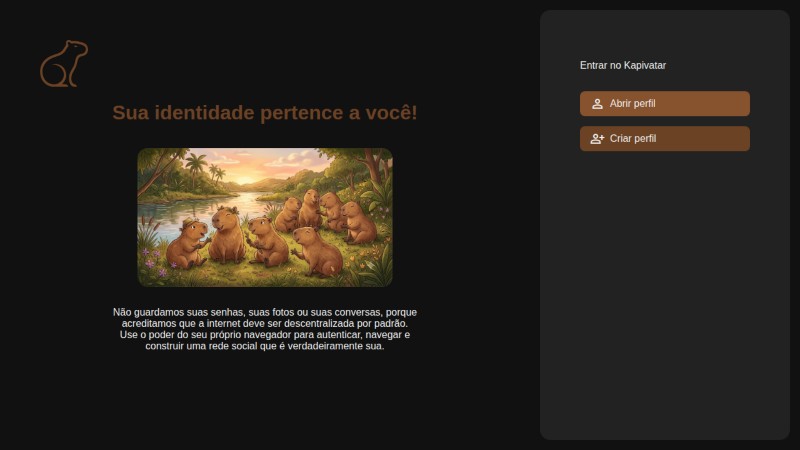 Sua identidade pertence a você!
Não guardamos suas senhas, suas fotos ou suas conversas, porque
acreditamos que a internet deve ser descentralizada por padrão.
Use o poder do seu próprio navegador para autenticar, navegar e
construir uma rede social que é verdadeiramente sua.
Entrar no Kapivatar
Abrir perfil
Criar perfil